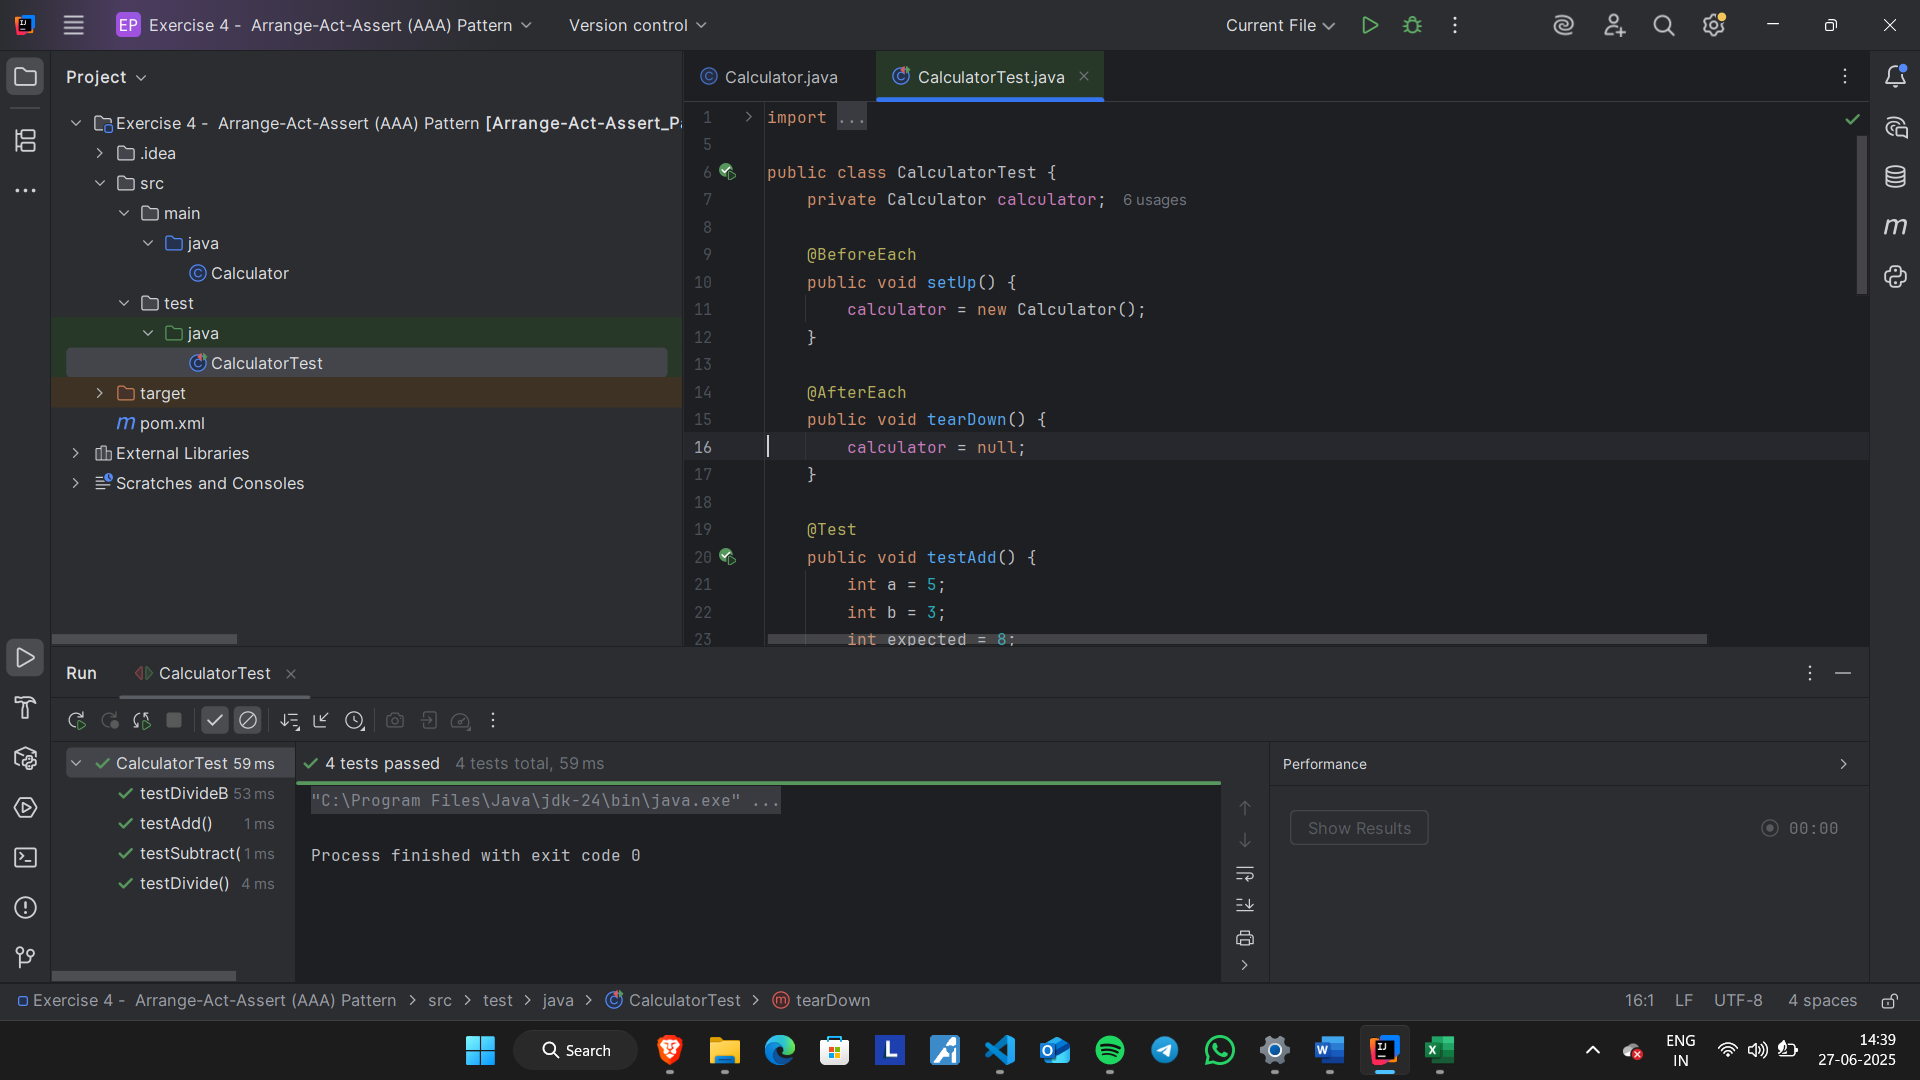 EP Exercise 4 - Arrange-Act-Assert (AAA) Pattern Version control Current File
Project
Exercise 4 - Arrange-Act-Assert (AAA) Pattern [Arrange-Act-Assert_Pa
.idea
src
main
java
Calculator
test
java
CalculatorTest
target
pom.xml
External Libraries
Scratches and Consoles
Calculator.java CalculatorTest.java
1 import ...
5
6 public class CalculatorTest {
7 private Calculator calculator; 6 usages
8
9 @BeforeEach
10 public void setUp() {
11 calculator = new Calculator();
12 }
13
14 @AfterEach
15 public void tearDown() {
16 calculator = null;
17 }
18
19 @Test
20 public void testAdd() {
21 int a = 5;
22 int b = 3;
23 int expected = 8;
Run CalculatorTest
CalculatorTest 59 ms
testDivideB 53 ms
testAdd() 1 ms
testSubtract( 1 ms
testDivide() 4 ms
4 tests passed 4 tests total, 59 ms
"C:\Program Files\Java\jdk-24\bin\java.exe" ...
Process finished with exit code 0
Performance
Show Results 00:00
Exercise 4 - Arrange-Act-Assert (AAA) Pattern > src > test > java > CalculatorTest > tearDown
16:1 LF UTF-8 4 spaces
Search
ENG
IN
14:39
27-06-2025